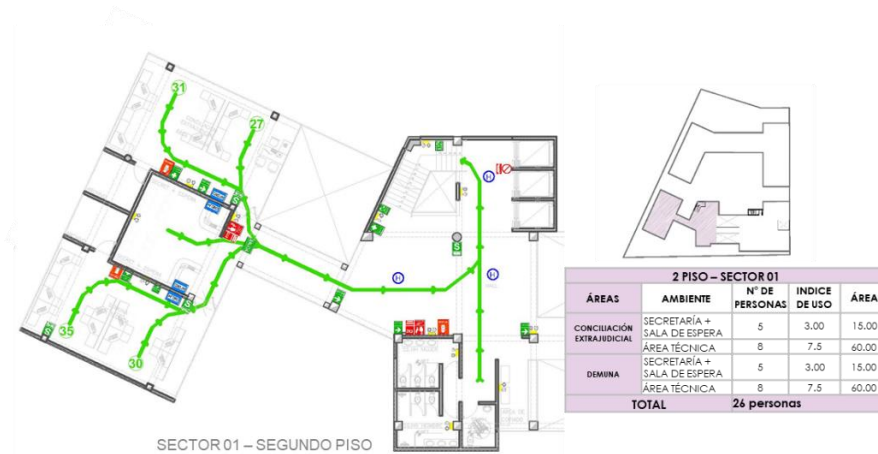 31
27
35
30
S
S
S
H
H
H
SECTOR 01 – SEGUNDO PISO
2 PISO – SECTOR 01
ÁREAS AMBIENTE N° DE PERSONAS INDICE DE USO ÁREA
CONCILIACIÓN EXTRAJUDICIAL SECRETARÍA + SALA DE ESPERA 5 3.00 15.00
ÁREA TÉCNICA 8 7.5 60.00
DEMUNA SECRETARÍA + SALA DE ESPERA 5 3.00 15.00
ÁREA TÉCNICA 8 7.5 60.00
TOTAL 26 personas